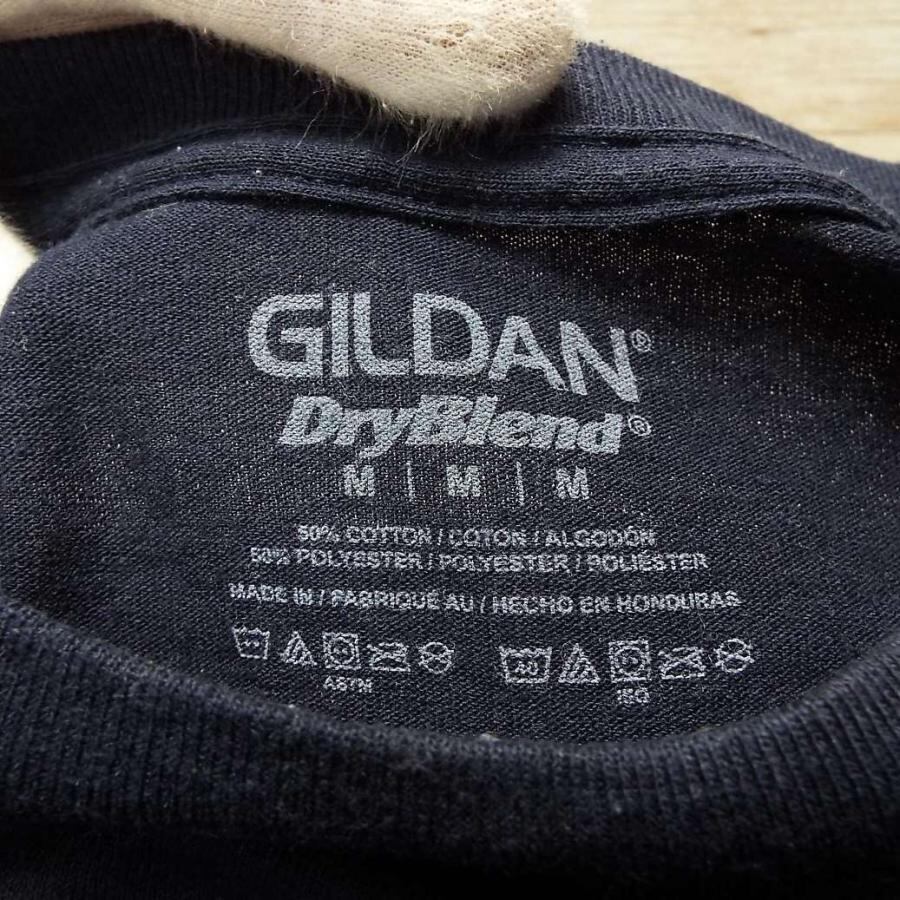 GILDAN®
DryBlend®
M | M | M
50% COTTON / COTON / ALGODÓN
50% POLYESTER / POLYESTER / POLIÉSTER
MADE IN / FABRIQUÉ AU / HECHO EN HONDURAS
40
ASTM ISO